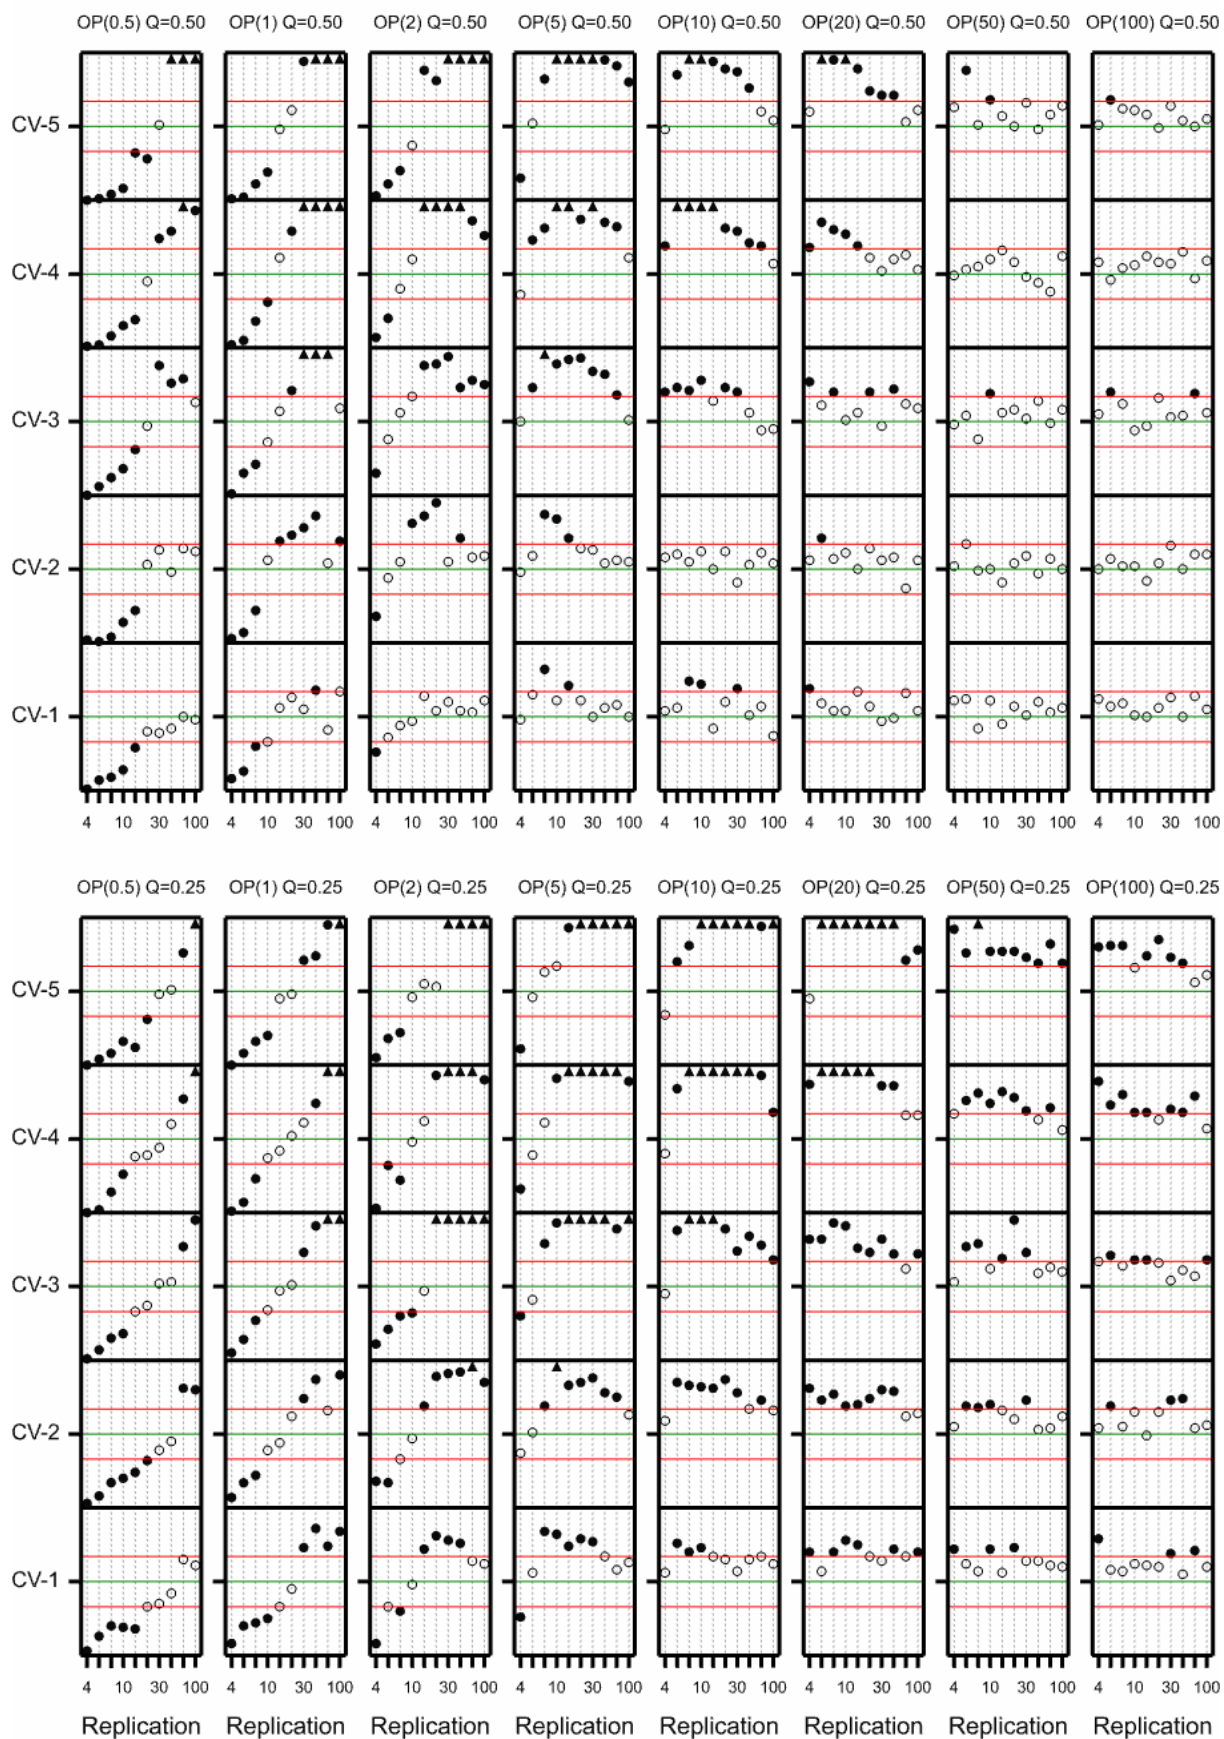 OP(0.5) Q=0.50 OP(1) Q=0.50 OP(2) Q=0.50 OP(5) Q=0.50 OP(10) Q=0.50 OP(20) Q=0.50 OP(50) Q=0.50 OP(100) Q=0.50
CV-5
CV-4
CV-3
CV-2
CV-1
4 10 30 100 4 10 30 100 4 10 30 100 4 10 30 100 4 10 30 100 4 10 30 100 4 10 30 100 4 10 30 100
OP(0.5) Q=0.25 OP(1) Q=0.25 OP(2) Q=0.25 OP(5) Q=0.25 OP(10) Q=0.25 OP(20) Q=0.25 OP(50) Q=0.25 OP(100) Q=0.25
CV-5
CV-4
CV-3
CV-2
CV-1
4 10 30 100 4 10 30 100 4 10 30 100 4 10 30 100 4 10 30 100 4 10 30 100 4 10 30 100 4 10 30 100
Replication Replication Replication Replication Replication Replication Replication Replication